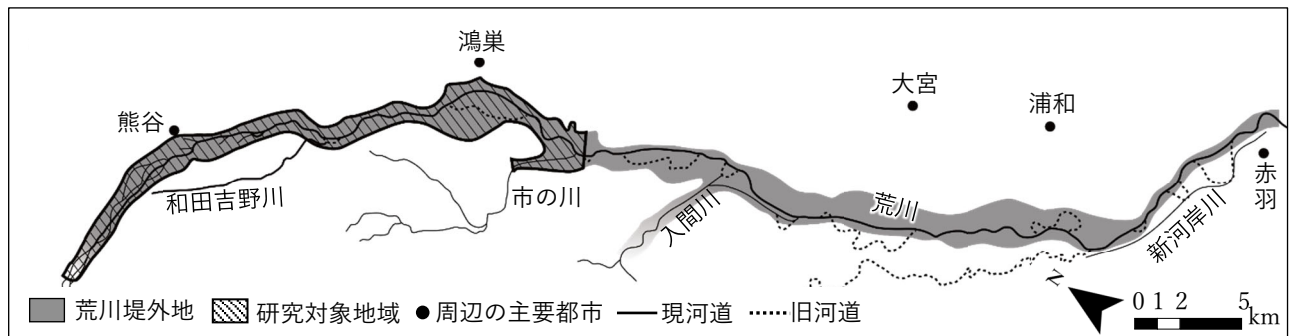 鴻巣
大宮
浦和
熊谷
赤羽
和田吉野川
市の川
入間川
荒川
新河岸川
N
0 1 2 5 km
荒川堤外地 研究対象地域 周辺の主要都市 現河道 旧河道